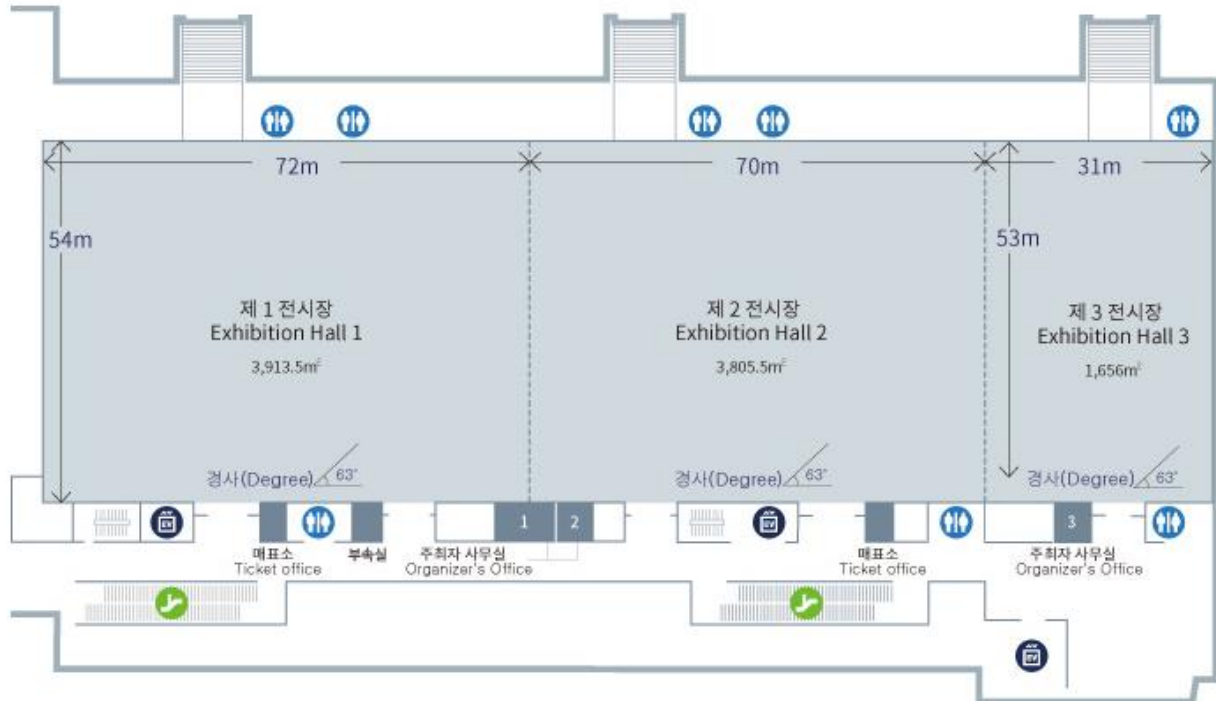 72m
70m
31m
54m
53m
제 1 전시장
Exhibition Hall 1
3,913.5㎡
제 2 전시장
Exhibition Hall 2
3,805.5㎡
제 3 전시장
Exhibition Hall 3
1,656㎡
경사(Degree) 63°
경사(Degree) 63°
경사(Degree) 63°
EV
1
2
EV
3
매표소
Ticket office
부속실
주최자 사무실
Organizer's Office
매표소
Ticket office
주최자 사무실
Organizer's Office
EV